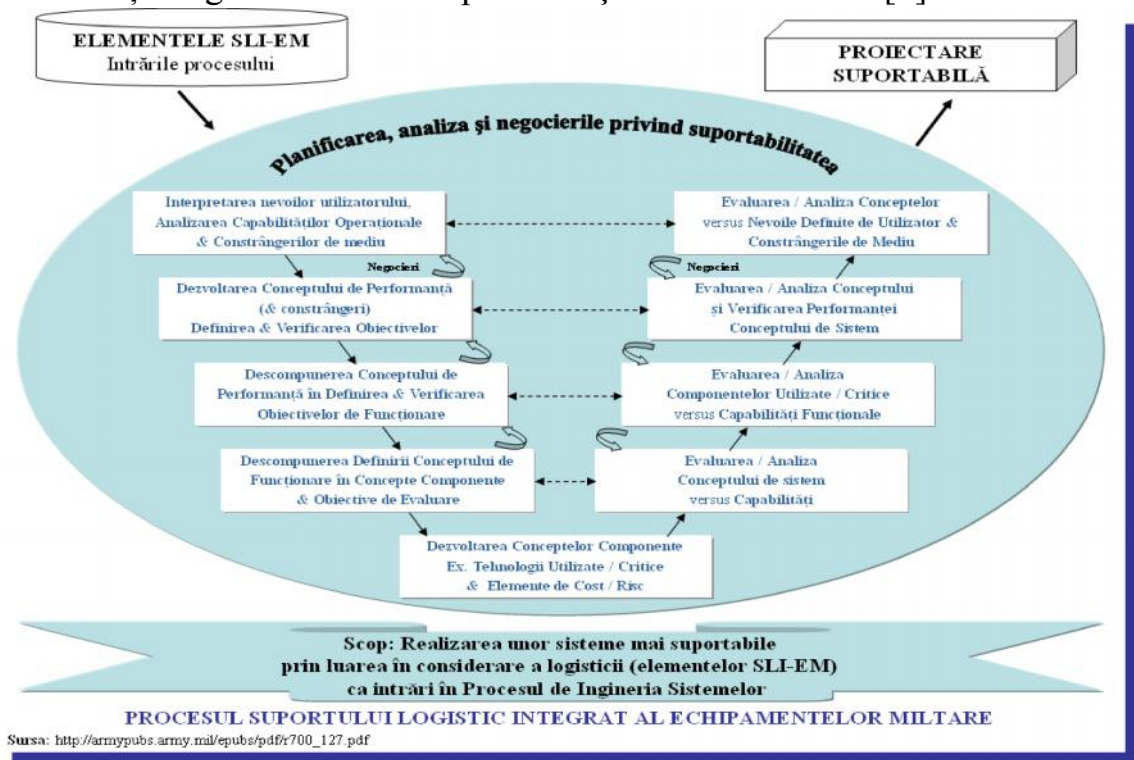 ELEMENTELE SLI-EM
Intrările procesului
PROIECTARE
SUPORTABILĂ
Planificarea, analiza şi negocierile privind suportabilitatea
Interpretarea nevoilor utilizatorului,
Analizarea Capabilităţilor Operaţionale
& Constrângerilor de mediu
Evaluarea / Analiza Conceptelor
versus Nevoile Definite de Utilizator &
Constrângerile de Mediu
Negocieri
Negocieri
Dezvoltarea Conceptului de Performanţă
(& constrângeri)
Definirea & Verificarea Obiectivelor
Evaluarea / Analiza Conceptului
şi Verificarea Performanţei
Conceptului de Sistem
Descompunerea Conceptului de
Performanţă în Definirea & Verificarea
Obiectivelor de Funcţionare
Evaluarea / Analiza
Componentelor Utilizate / Critice
versus Capabilităţi Funcţionale
Descompunerea Definirii Conceptului de
Funcţionare în Concepte Componente
& Obiective de Evaluare
Evaluarea / Analiza
Conceptului de sistem
versus Capabilităţi
Dezvoltarea Conceptelor Componente
Ex. Tehnologii Utilizate / Critice
& Elemente de Cost / Risc
Scop: Realizarea unor sisteme mai suportabile
prin luarea în considerare a logisticii (elementelor SLI-EM)
ca intrări în Procesul de Ingineria Sistemelor
PROCESUL SUPORTULUI LOGISTIC INTEGRAT AL ECHIPAMENTELOR MILTARE
Sursa: http://armypubs.army.mil/epubs/pdf/r700_127.pdf